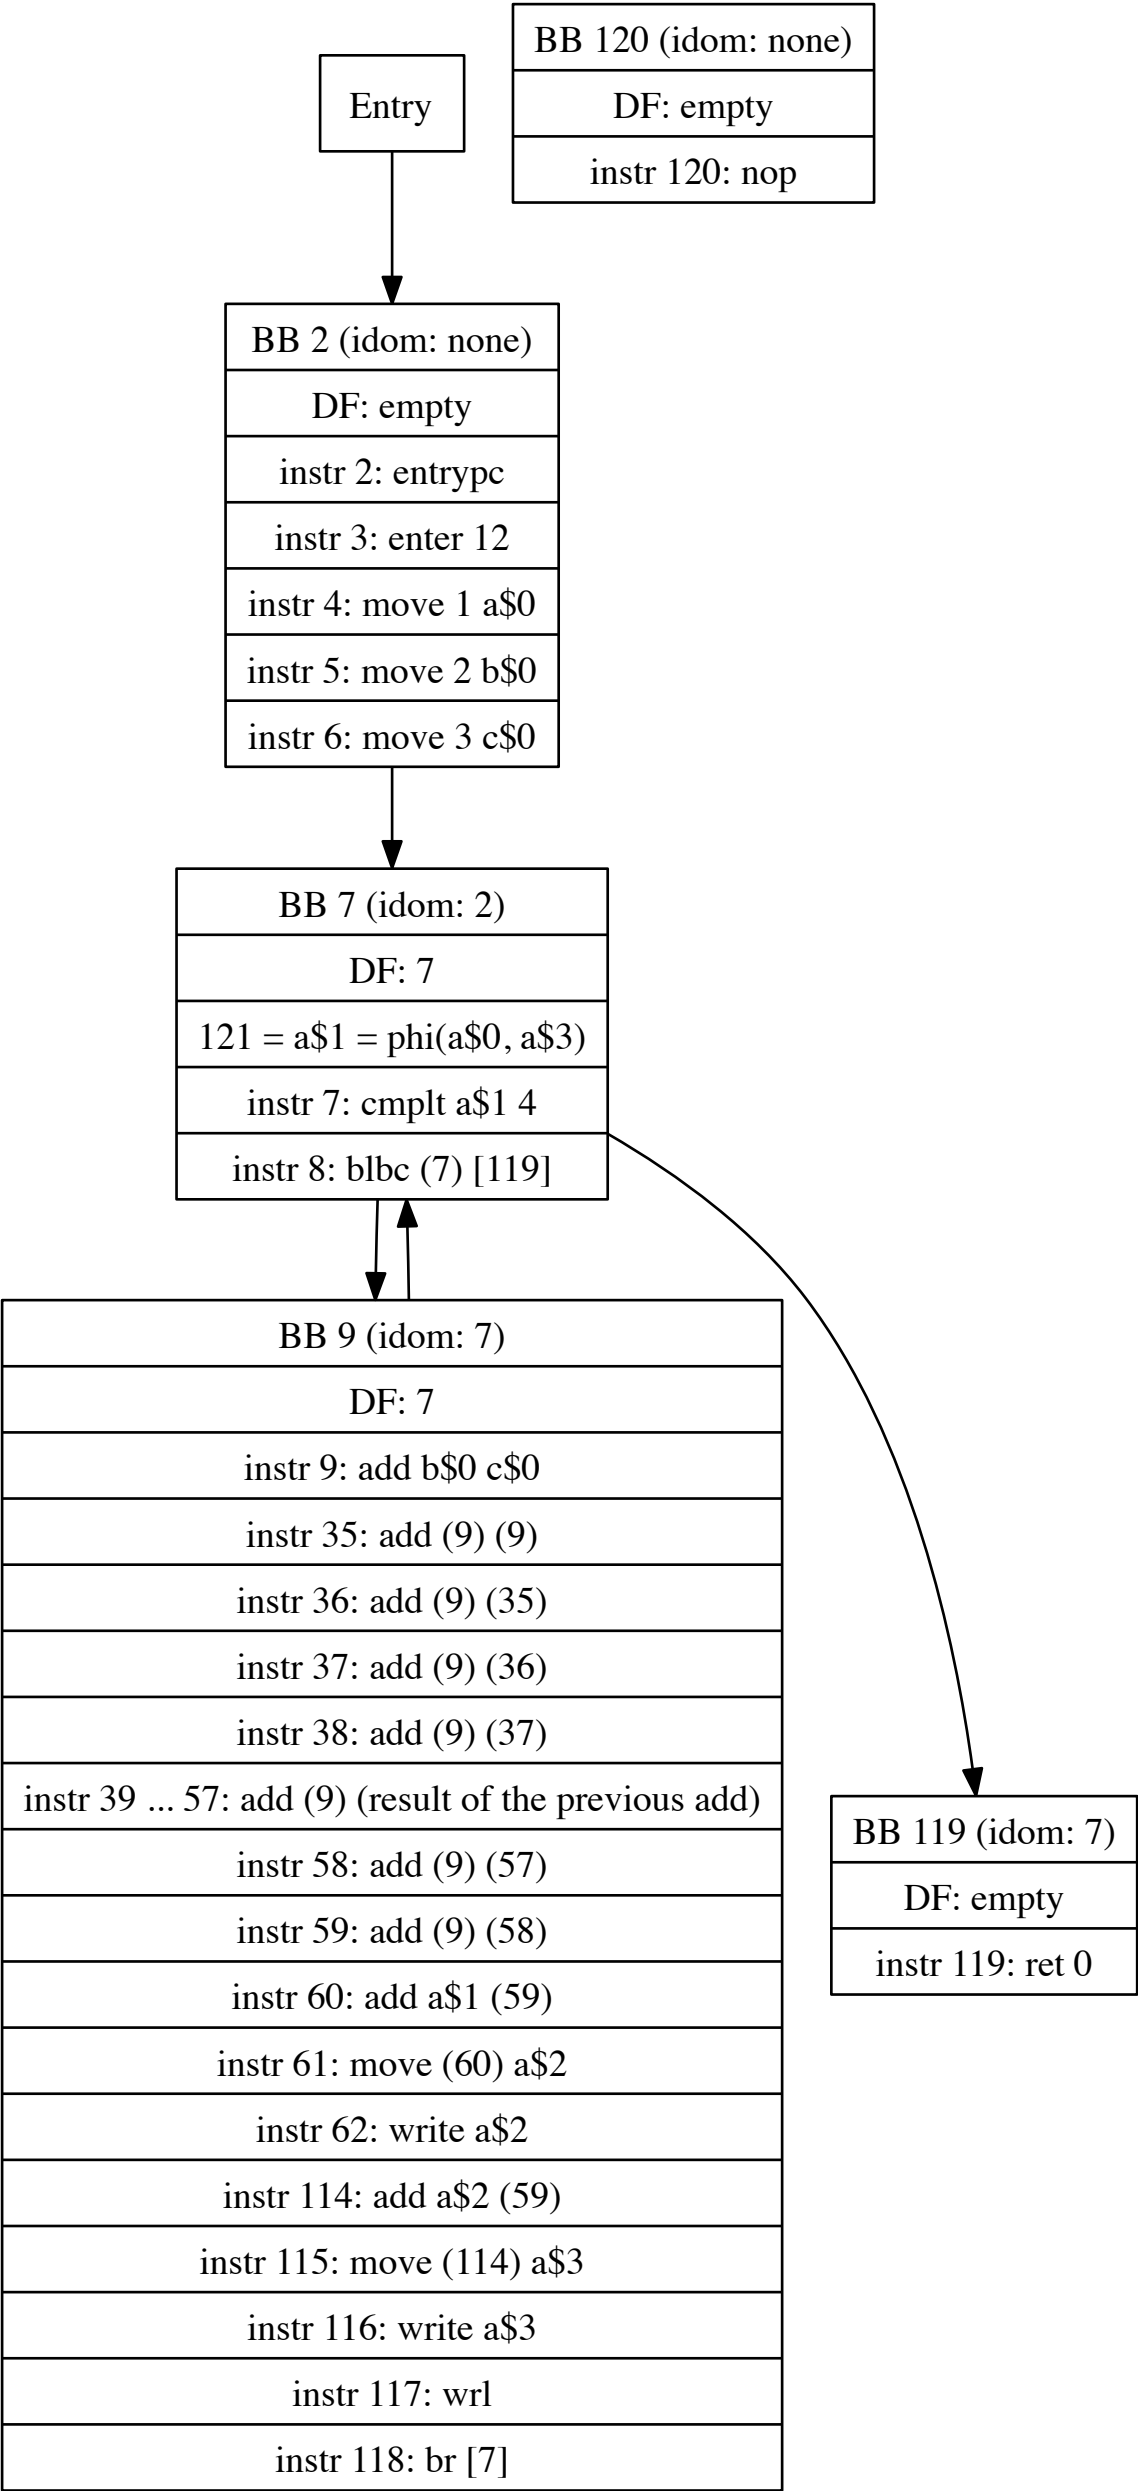 Entry
BB 120 (idom: none)
DF: empty
instr 120: nop
BB 2 (idom: none)
DF: empty
instr 2: entrypc
instr 3: enter 12
instr 4: move 1 a$0
instr 5: move 2 b$0
instr 6: move 3 c$0
BB 7 (idom: 2)
DF: 7
121 = a$1 = phi(a$0, a$3)
instr 7: cmplt a$1 4
instr 8: blbc (7) [119]
BB 9 (idom: 7)
DF: 7
instr 9: add b$0 c$0
instr 35: add (9) (9)
instr 36: add (9) (35)
instr 37: add (9) (36)
instr 38: add (9) (37)
instr 39 ... 57: add (9) (result of the previous add)
instr 58: add (9) (57)
instr 59: add (9) (58)
instr 60: add a$1 (59)
instr 61: move (60) a$2
instr 62: write a$2
instr 114: add a$2 (59)
instr 115: move (114) a$3
instr 116: write a$3
instr 117: wrl
instr 118: br [7]
BB 119 (idom: 7)
DF: empty
instr 119: ret 0